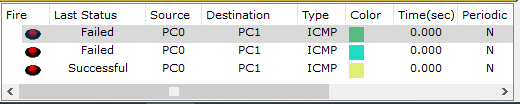 Fire Last Status Source Destination Type Color Time(sec) Periodic
Failed PC0 PC1 ICMP 0.000 N
Failed PC0 PC1 ICMP 0.000 N
Successful PC0 PC1 ICMP 0.000 N